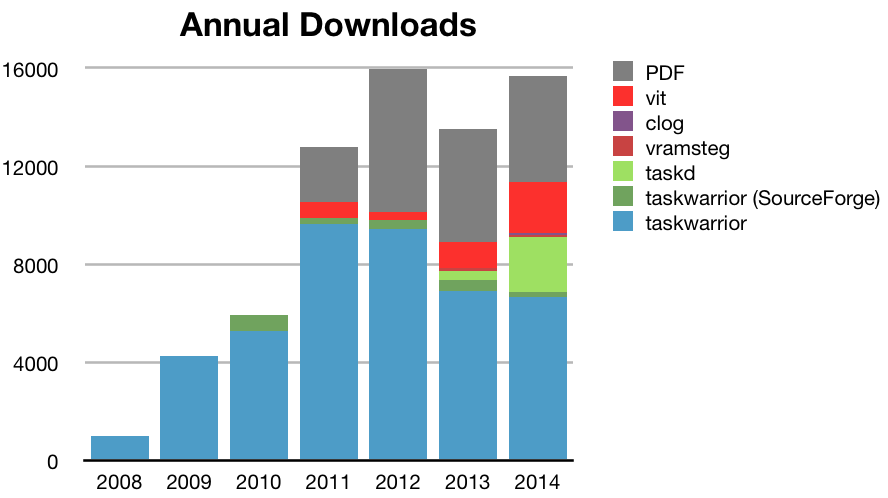 Annual Downloads
16000
12000
8000
4000
0
2008 2009 2010 2011 2012 2013 2014
PDF
vit
clog
vramsteg
taskd
taskwarrior (SourceForge)
taskwarrior